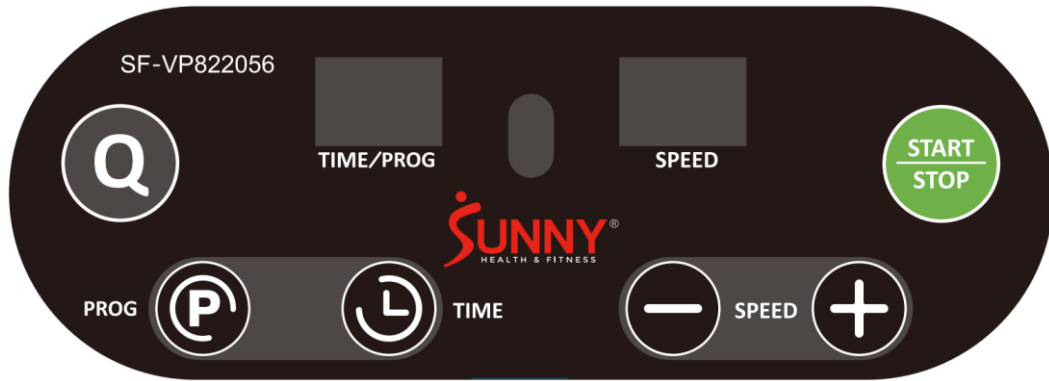 SF-VP822056
Q
TIME/PROG
SPEED
START
STOP
SUNNY®
HEALTH & FITNESS
PROG
P
TIME
SPEED